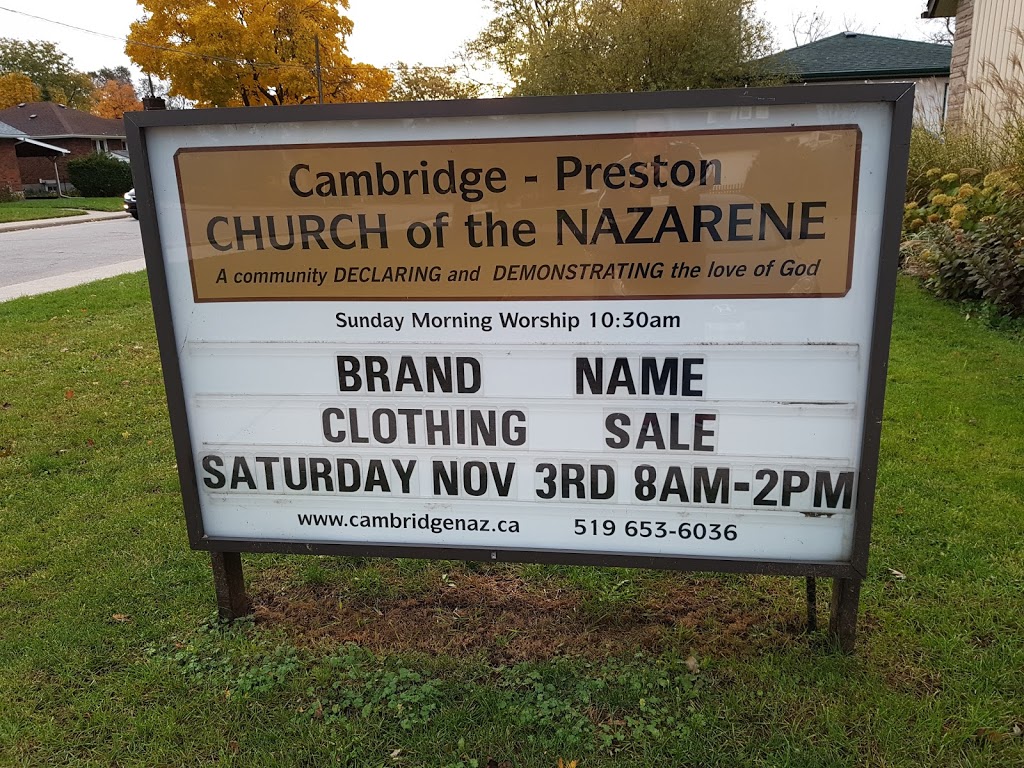 Cambridge - Preston
CHURCH of the NAZARENE
A community DECLARING and DEMONSTRATING the love of God
Sunday Morning Worship 10:30am
BRAND NAME
CLOTHING SALE
SATURDAY NOV 3RD 8AM-2PM
www.cambridgenaz.ca 519 653-6036